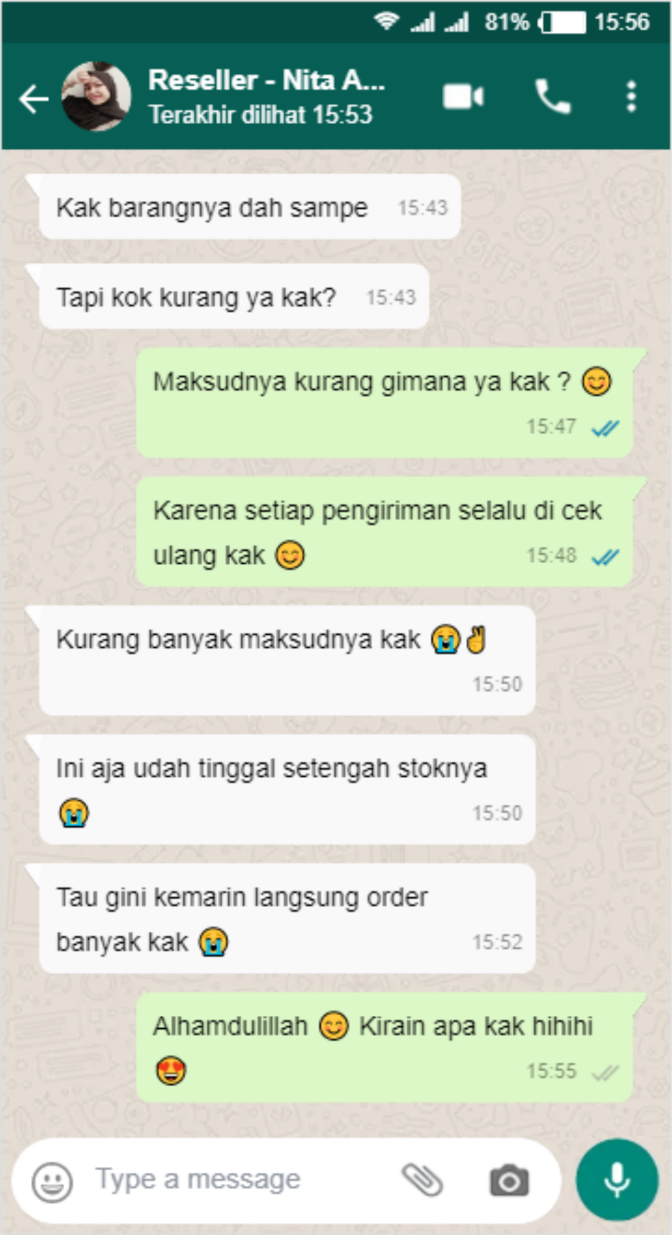 81% 15:56
Reseller - Nita A...
Terakhir dilihat 15:53
Kak barangnya dah sampe 15:43
Tapi kok kurang ya kak? 15:43
Maksudnya kurang gimana ya kak ? 😊
15:47
Karena setiap pengiriman selalu di cek
ulang kak 😊 15:48
Kurang banyak maksudnya kak 😭✌
15:50
Ini aja udah tinggal setengah stoknya
😭 15:50
Tau gini kemarin langsung order
banyak kak 😭 15:52
Alhamdulillah 😊 Kirain apa kak hihihi
😍 15:55
Type a message